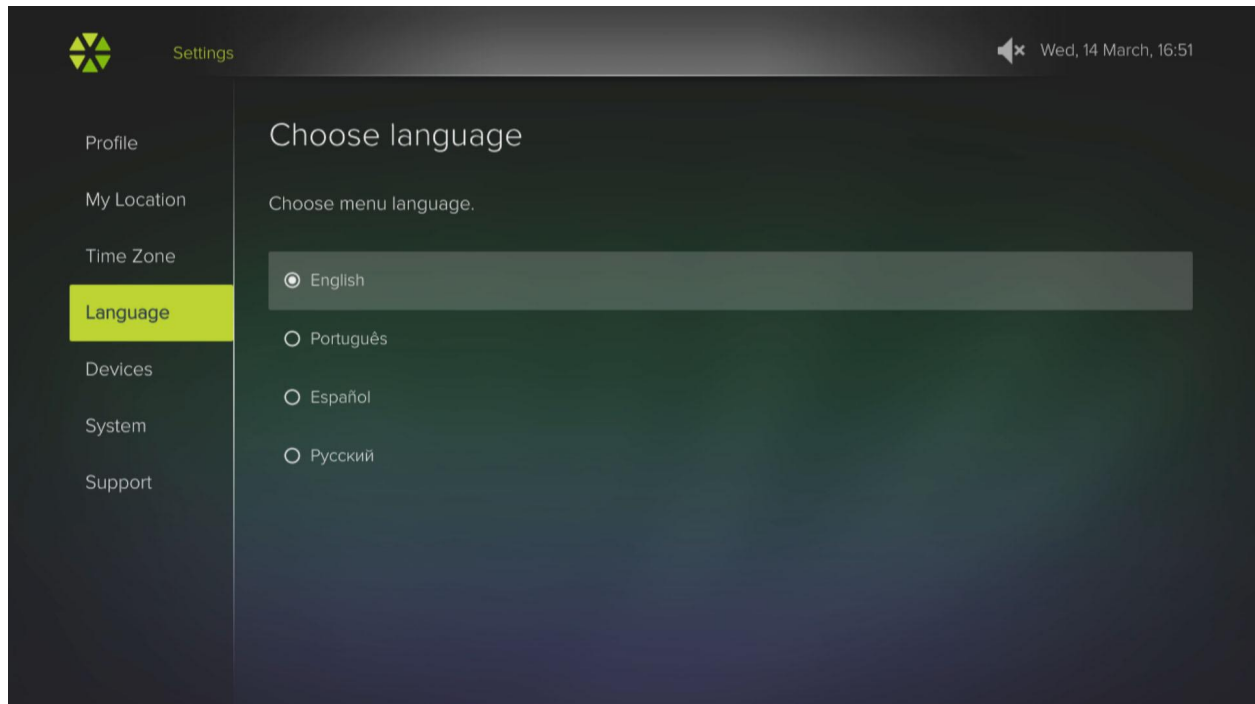 Settings
Wed, 14 March, 16:51
Profile
My Location
Time Zone
Language
Devices
System
Support
Choose language
Choose menu language.
English
Português
Español
Русский